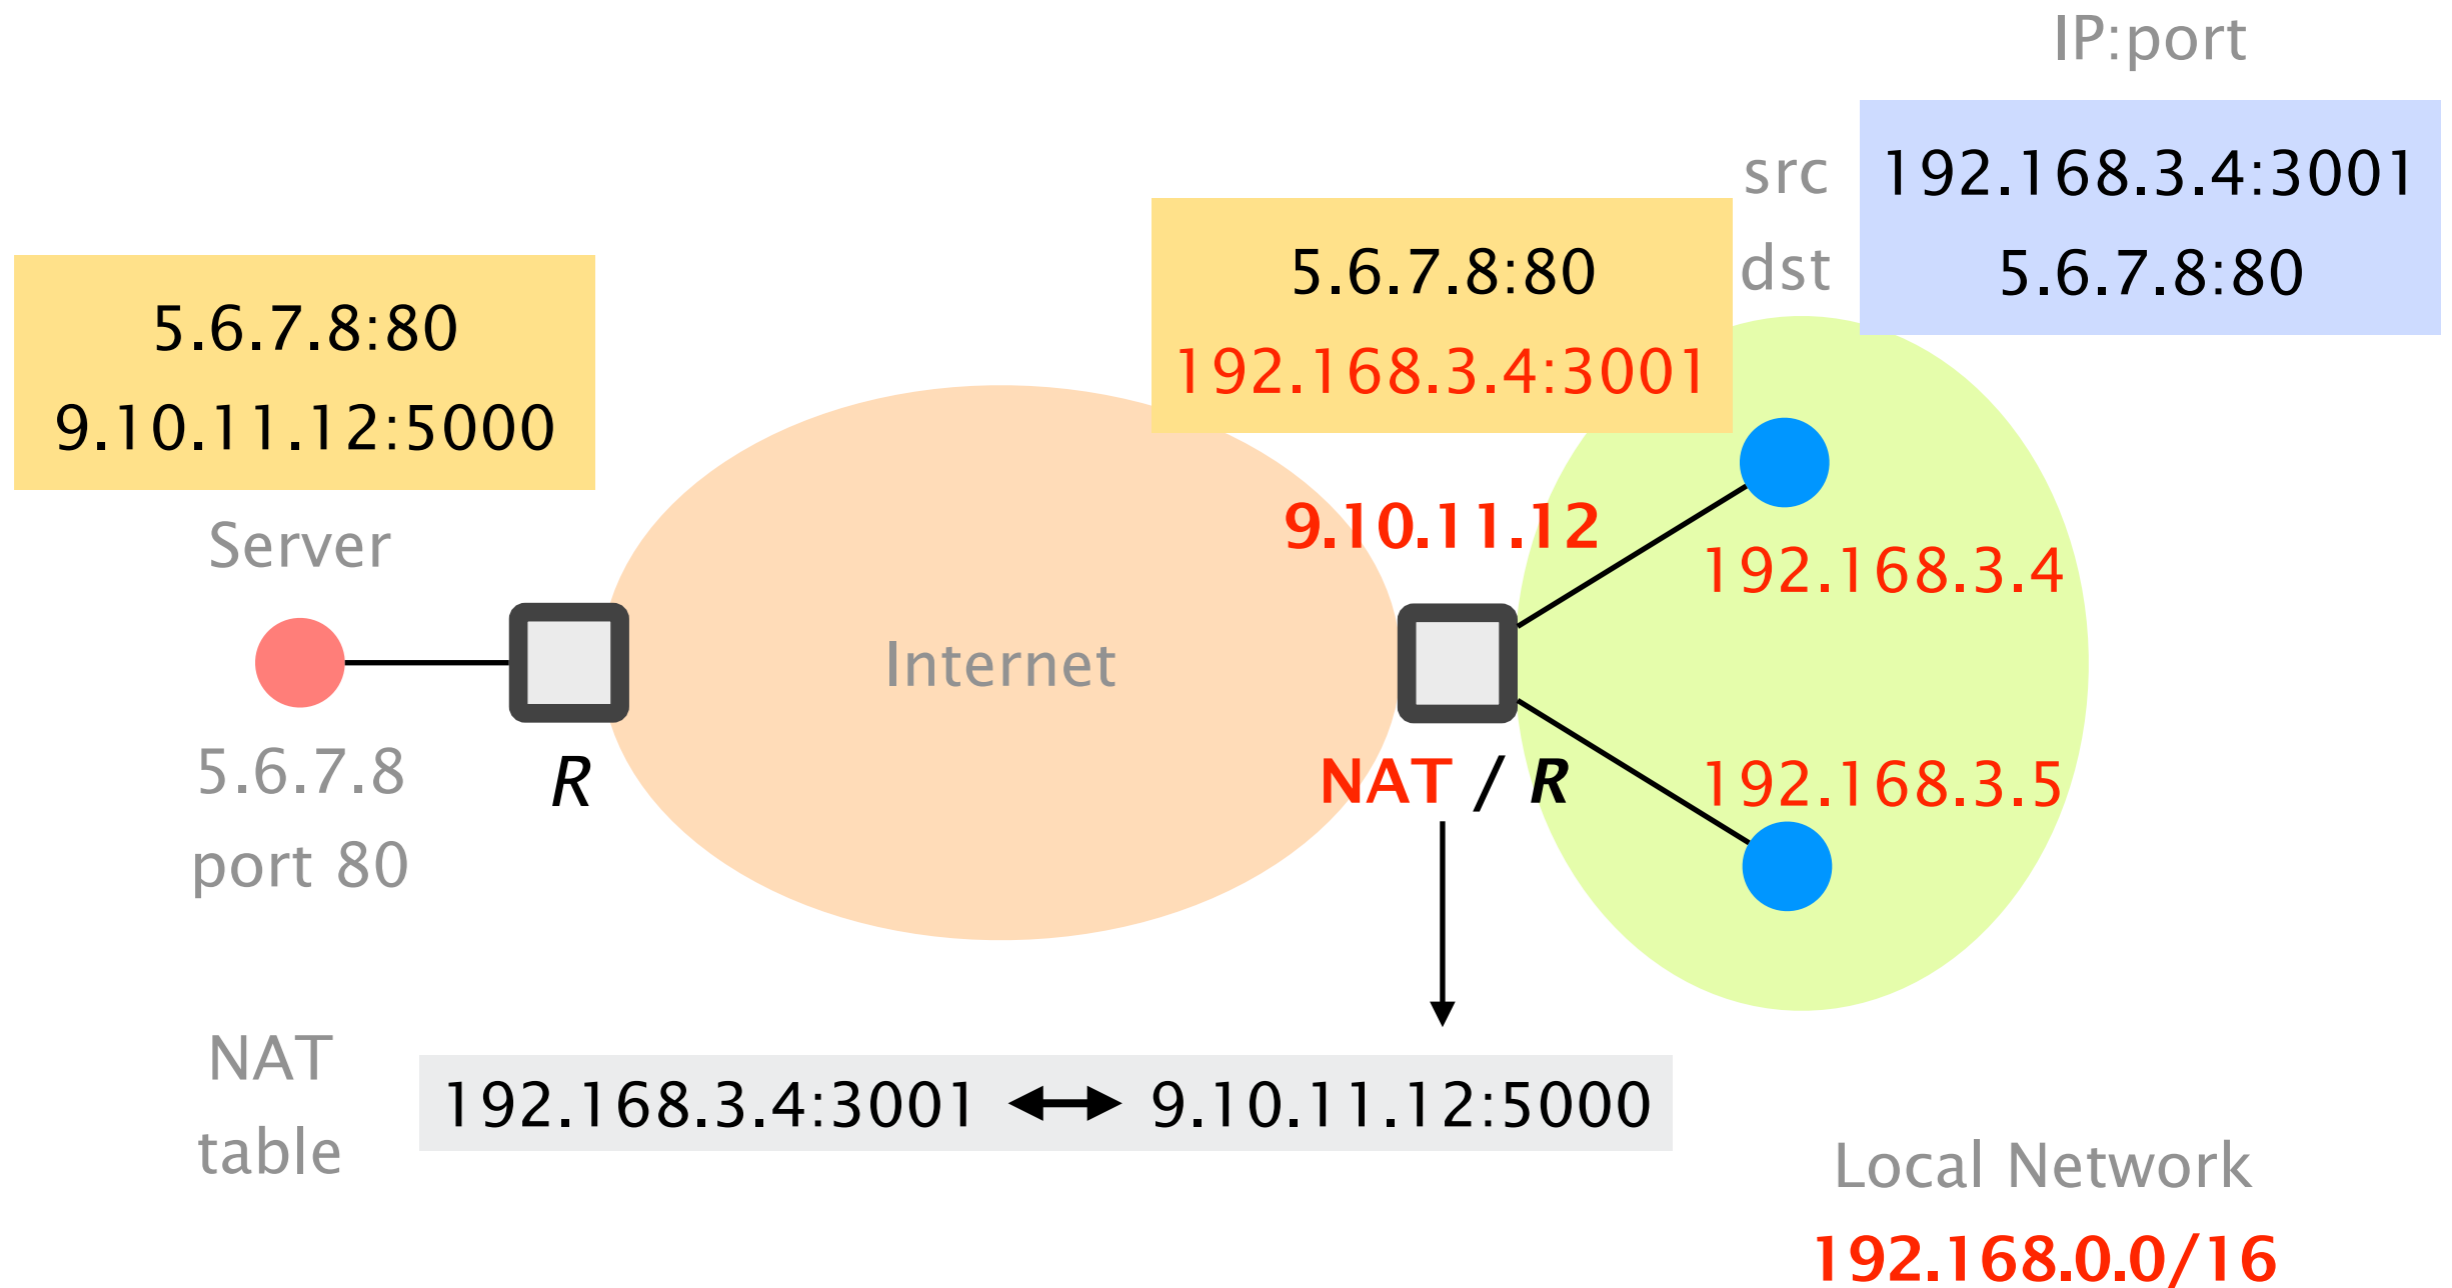 IP:port
src 192.168.3.4:3001
dst 5.6.7.8:80
5.6.7.8:80
192.168.3.4:3001
5.6.7.8:80
9.10.11.12:5000
Server
9.10.11.12
192.168.3.4
Internet
5.6.7.8
port 80
R
NAT / R
192.168.3.5
NAT
table
192.168.3.4:3001 ↔ 9.10.11.12:5000
Local Network
192.168.0.0/16